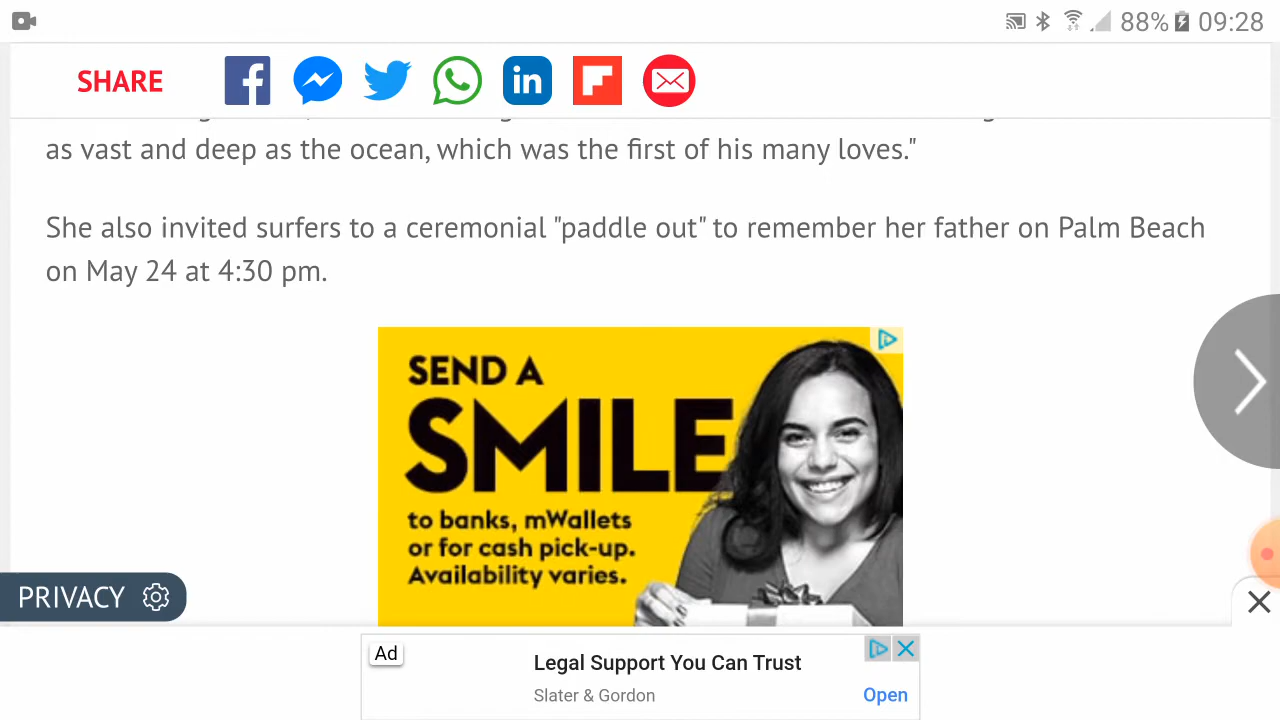 88% 09:28
SHARE
as vast and deep as the ocean, which was the first of his many loves."
She also invited surfers to a ceremonial "paddle out" to remember her father on Palm Beach
on May 24 at 4:30 pm.
SEND A
SMILE
to banks, mWallets
or for cash pick-up.
Availability varies.
PRIVACY
Ad
Legal Support You Can Trust
Slater & Gordon
Open